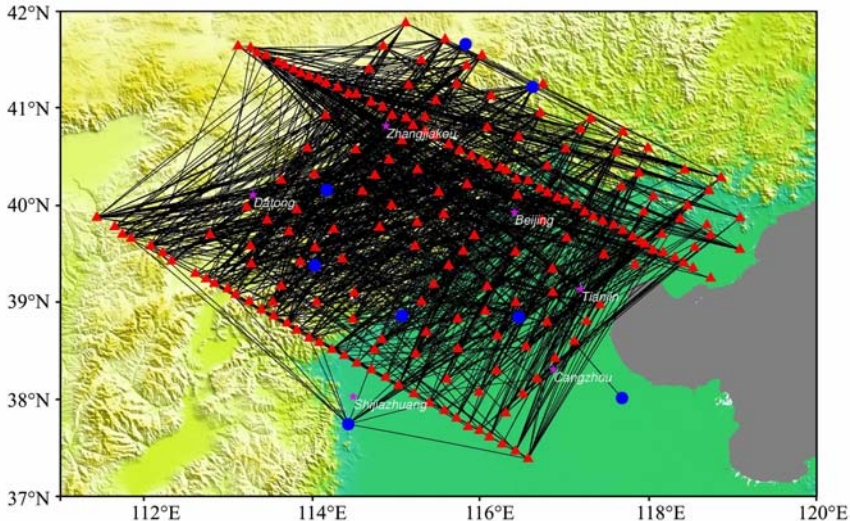 42°N
41°N
40°N
39°N
38°N
37°N
Zhangjiakou
Datong
Beijing
Tianjin
Cangzhou
Shijiazhuang
112°E
114°E
116°E
118°E
120°E